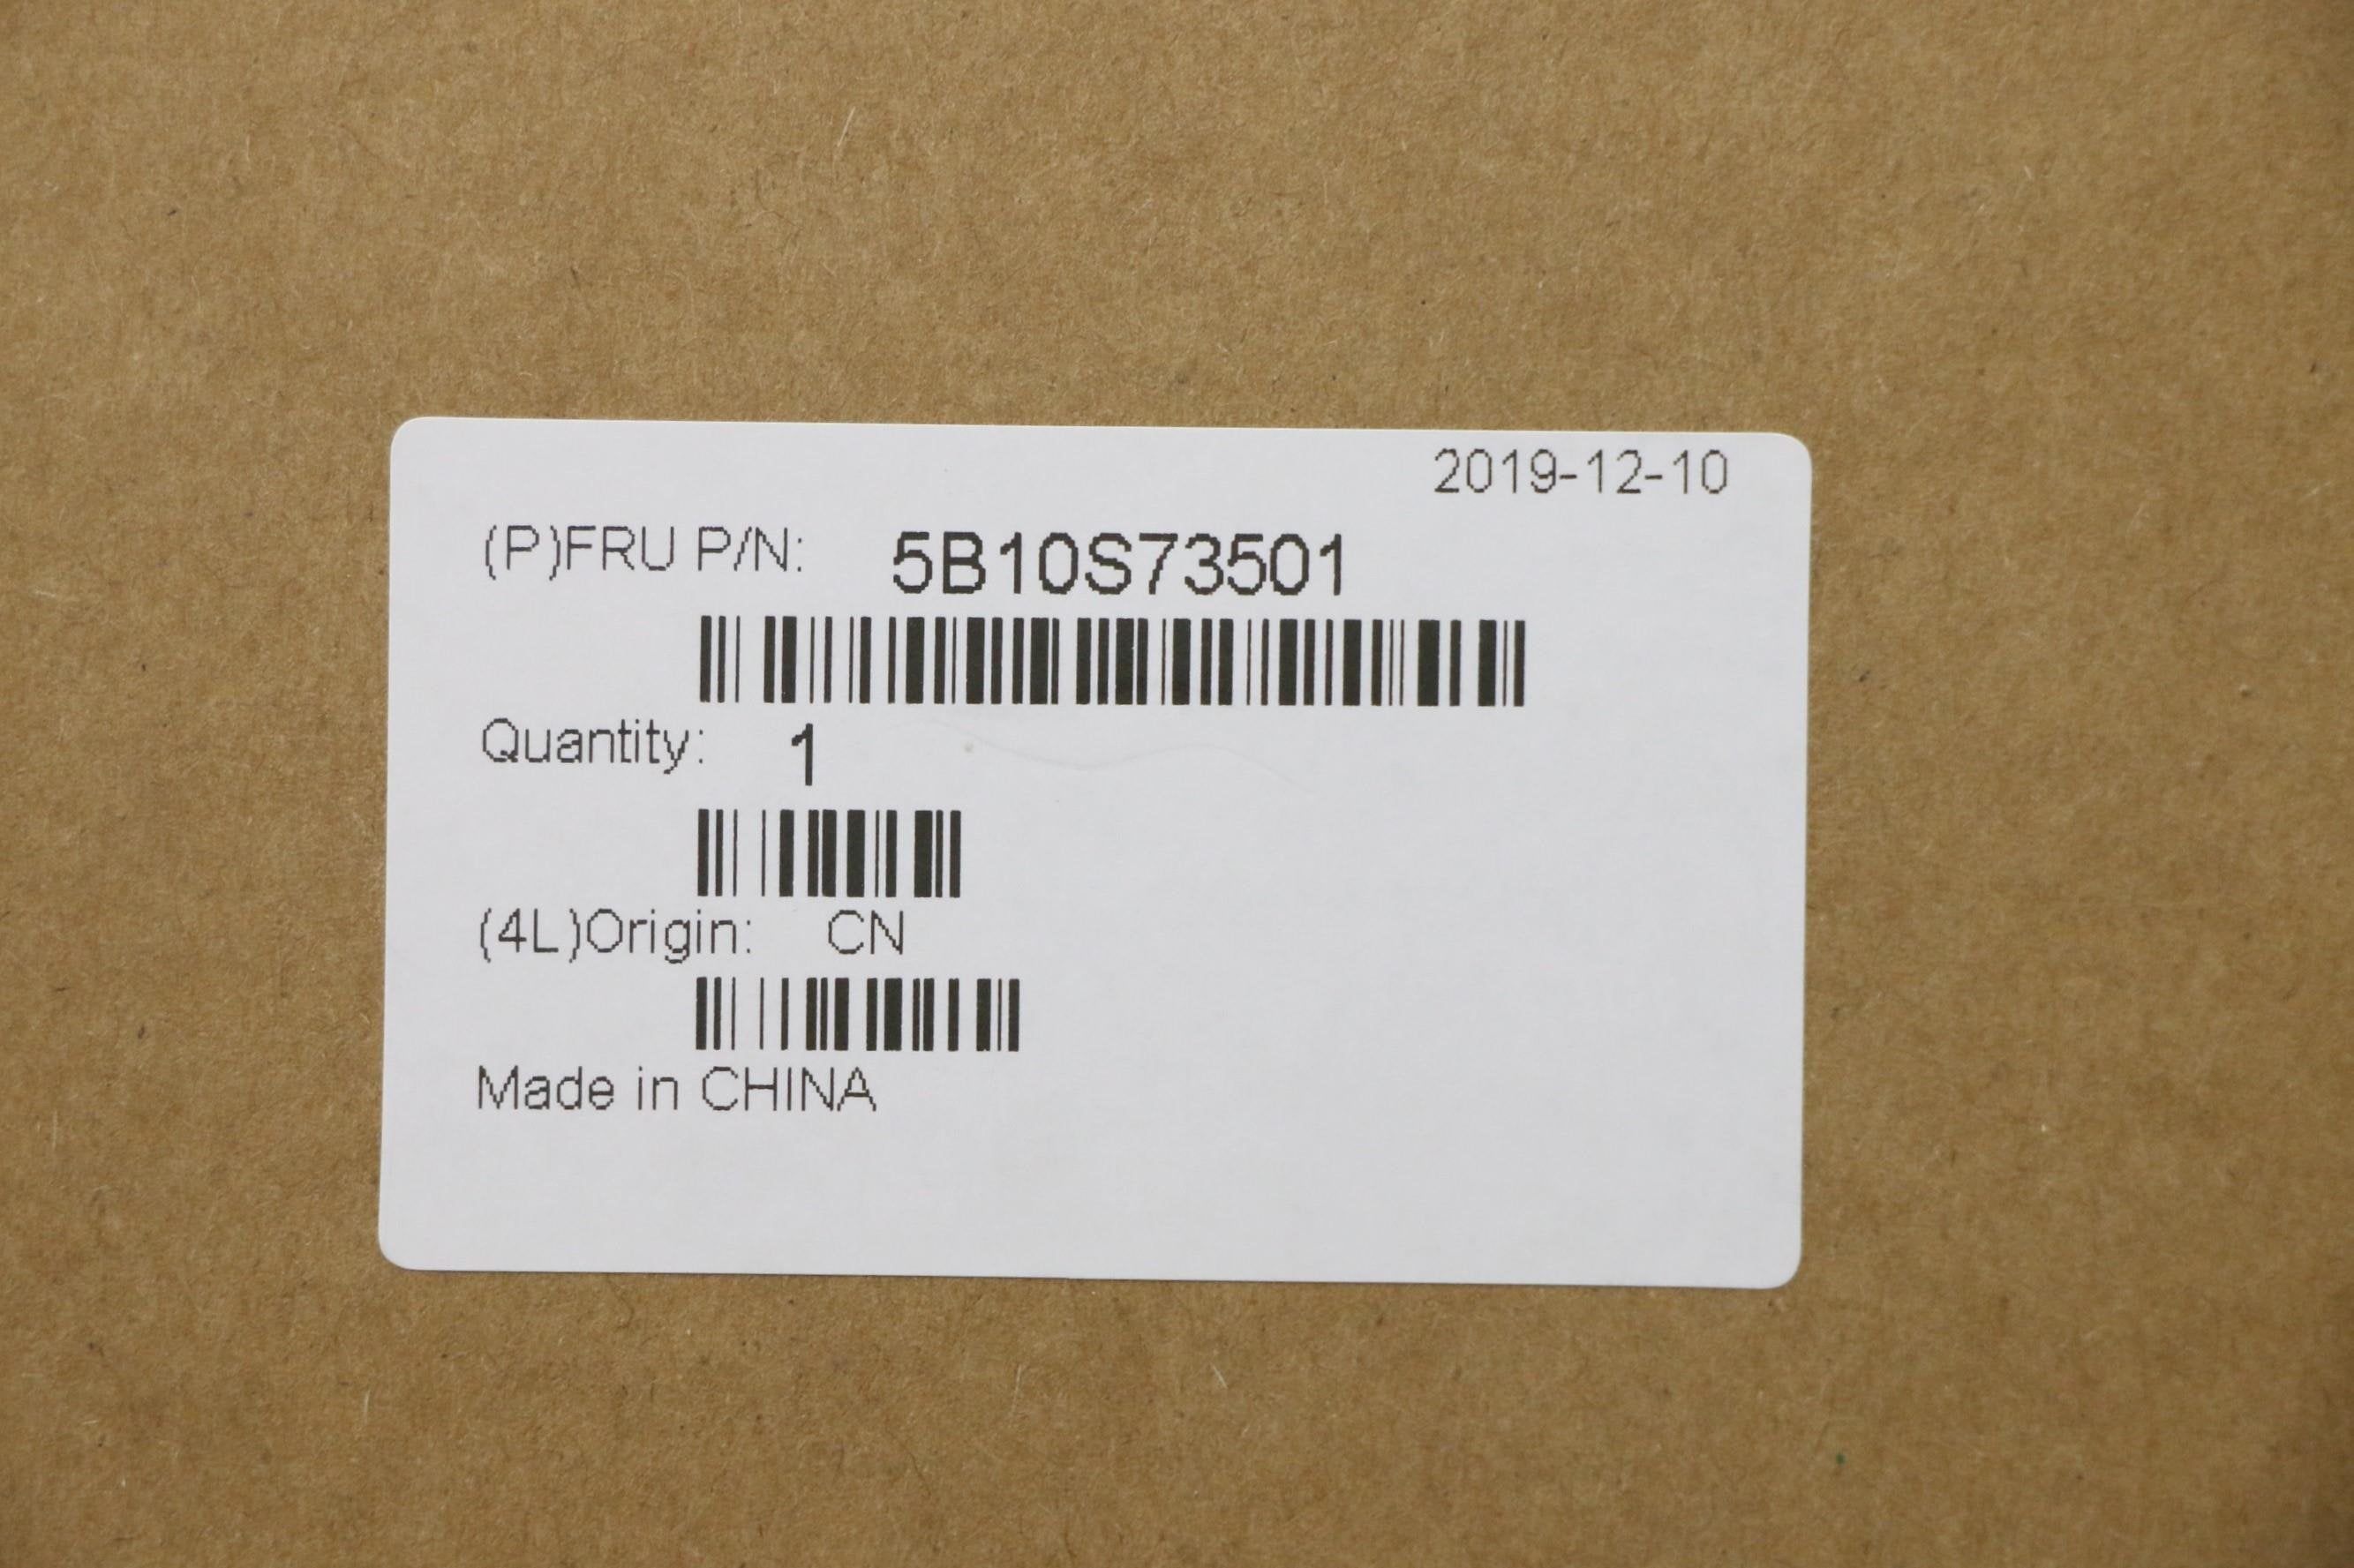 2019-12-10
(P)FRU P/N: 5B10S73501
Quantity: 1
(4L)Origin: CN
Made in CHINA